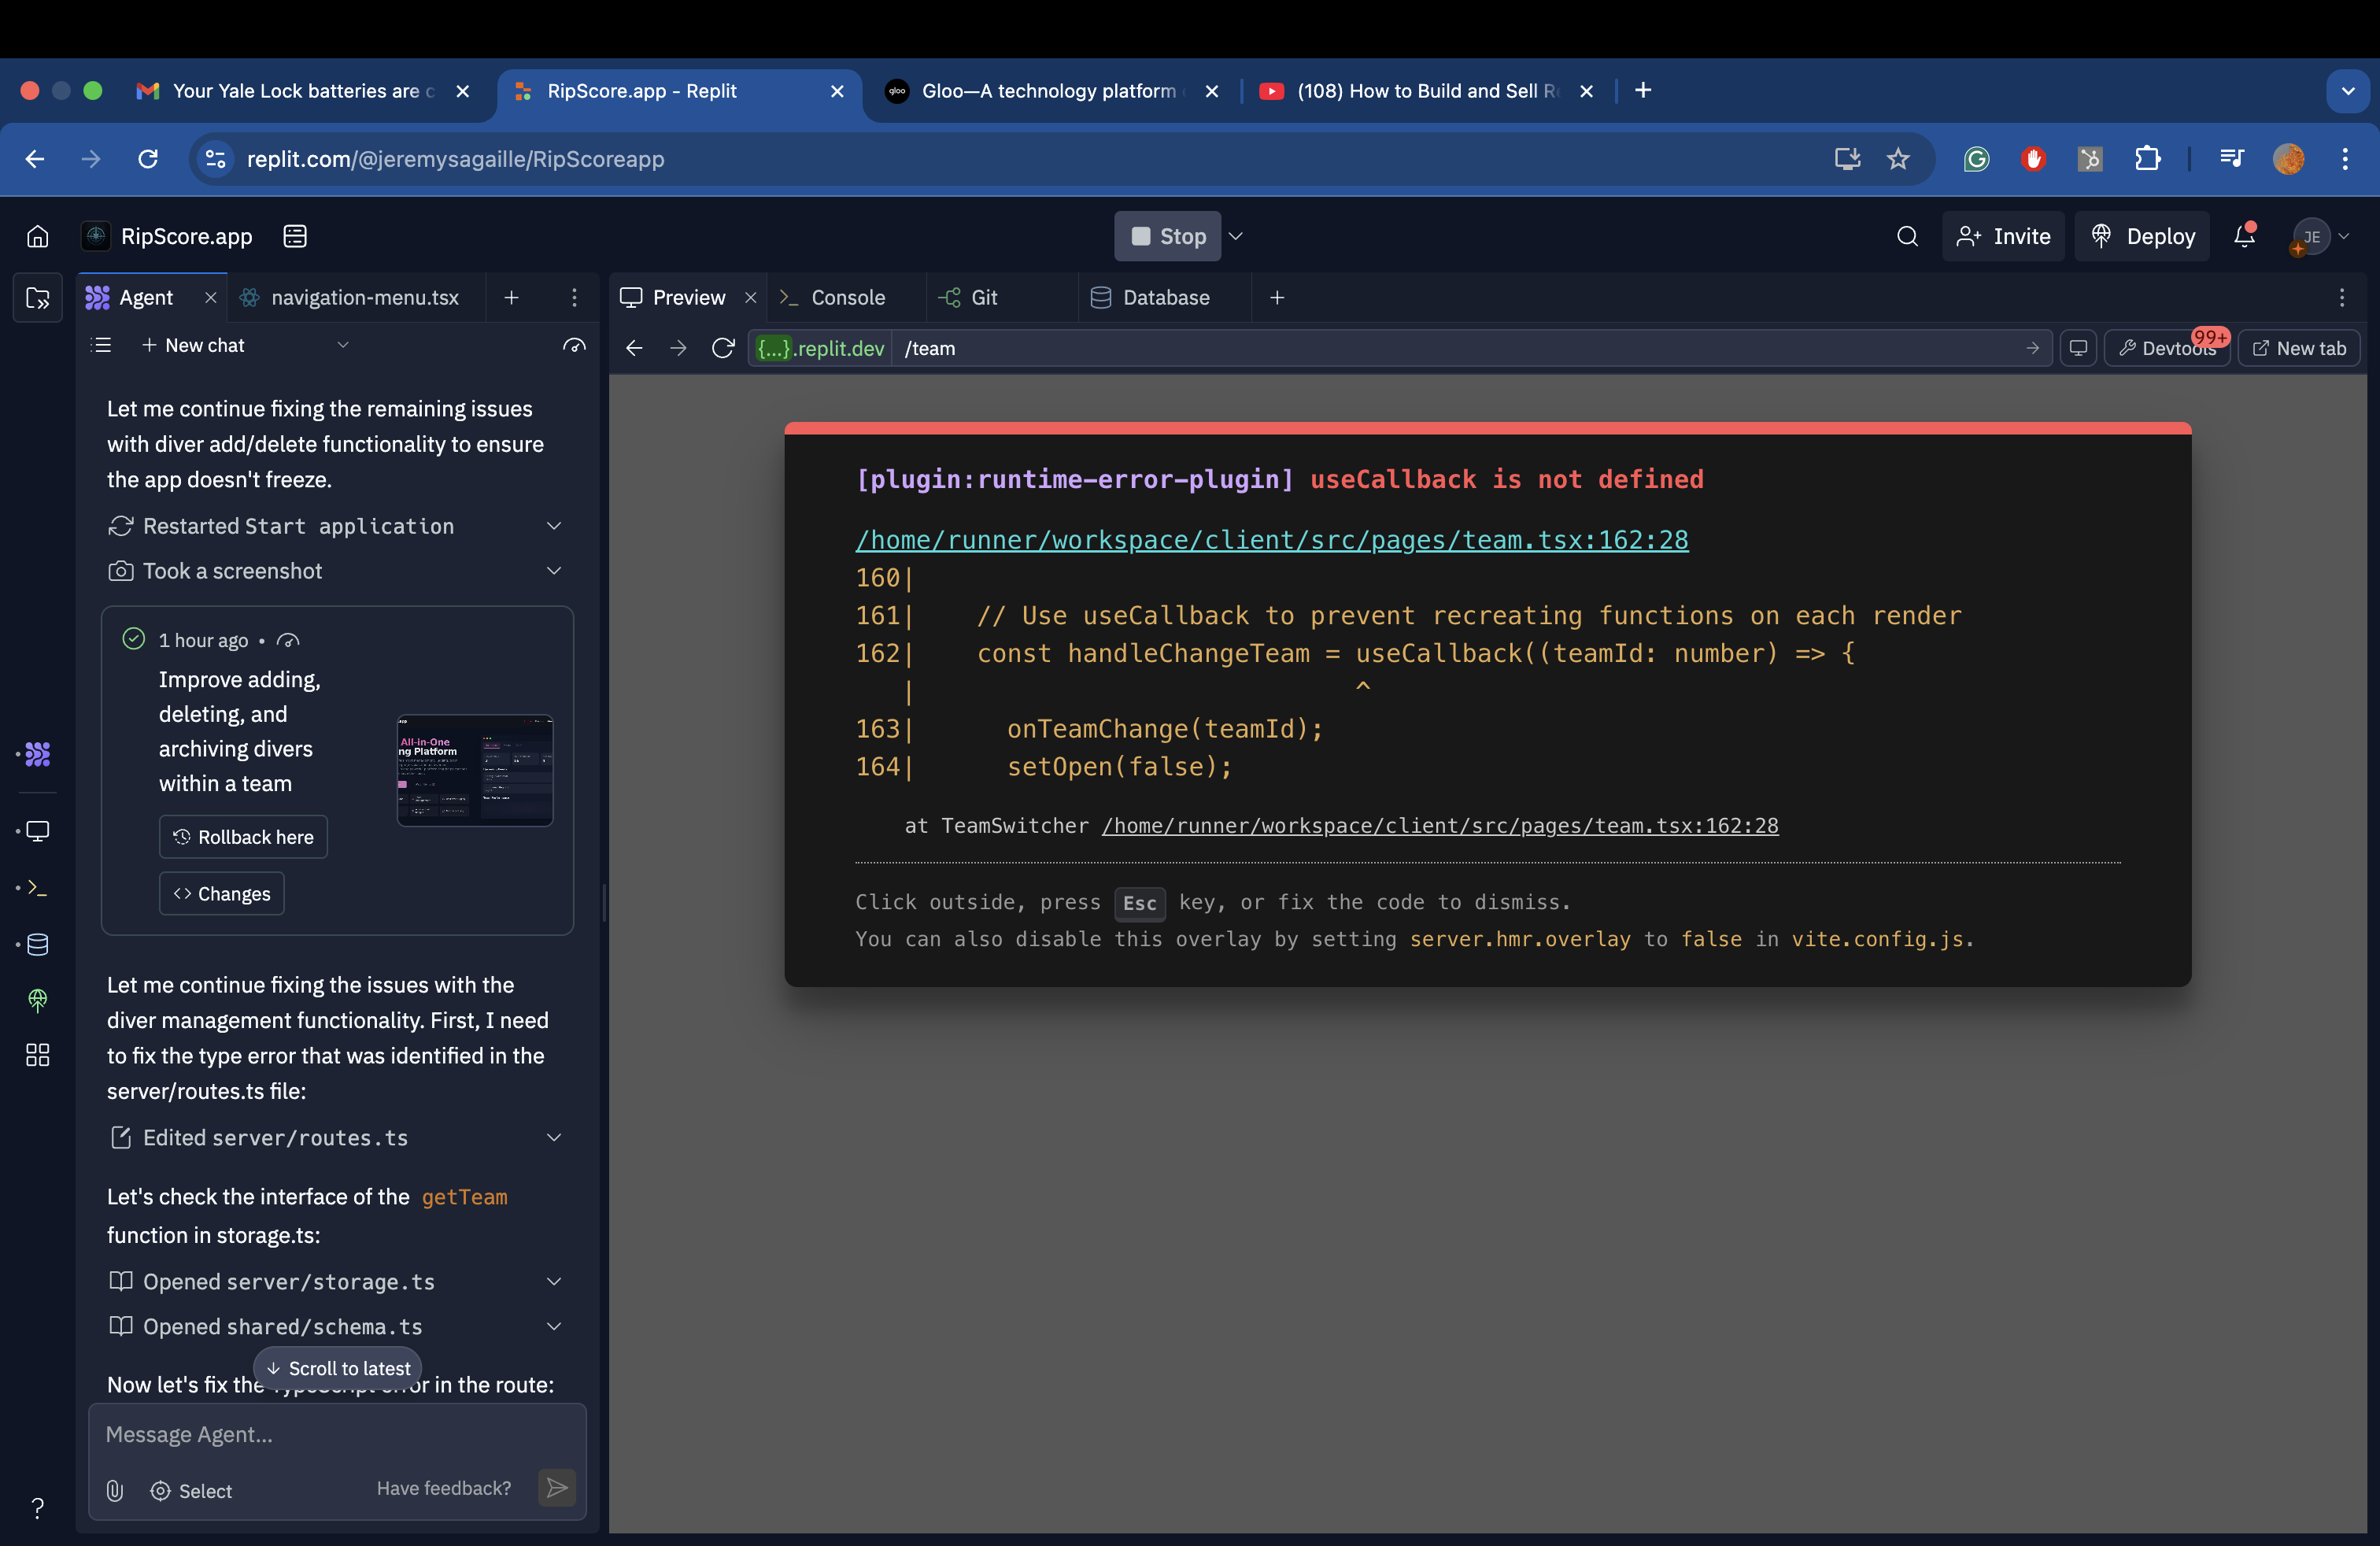 Your Yale Lock batteries are
RipScore.app - Replit
gloo
Gloo—A technology platform
(108) How to Build and Sell
replit.com/@jeremysagaille/RipScoreapp
RipScore.app
Stop
Invite
Deploy
JE
Agent
navigation-menu.tsx
Preview
Console
Git
Database
New chat
{...}.replit.dev
/team
Devtools
99+
New tab
Let me continue fixing the remaining issues
with diver add/delete functionality to ensure
the app doesn't freeze.
Restarted Start application
Took a screenshot
1 hour ago •
Improve adding,
deleting, and
archiving divers
within a team
All-in-One
ng Platform
Rollback here
<> Changes
Let me continue fixing the issues with the
diver management functionality. First, I need
to fix the type error that was identified in the
server/routes.ts file:
Edited server/routes.ts
Let's check the interface of the getTeam
function in storage.ts:
Opened server/storage.ts
Opened shared/schema.ts
Scroll to latest
Now let's fix the TypeScript error in the route:
Message Agent...
Select
Have feedback?
?
[plugin:runtime-error-plugin] useCallback is not defined
/home/runner/workspace/client/src/pages/team.tsx:162:28
160|
161|    // Use useCallback to prevent recreating functions on each render
162|    const handleChangeTeam = useCallback((teamId: number) => {
   |                             ^
163|      onTeamChange(teamId);
164|      setOpen(false);
at TeamSwitcher /home/runner/workspace/client/src/pages/team.tsx:162:28
Click outside, press Esc key, or fix the code to dismiss.
You can also disable this overlay by setting server.hmr.overlay to false in vite.config.js.